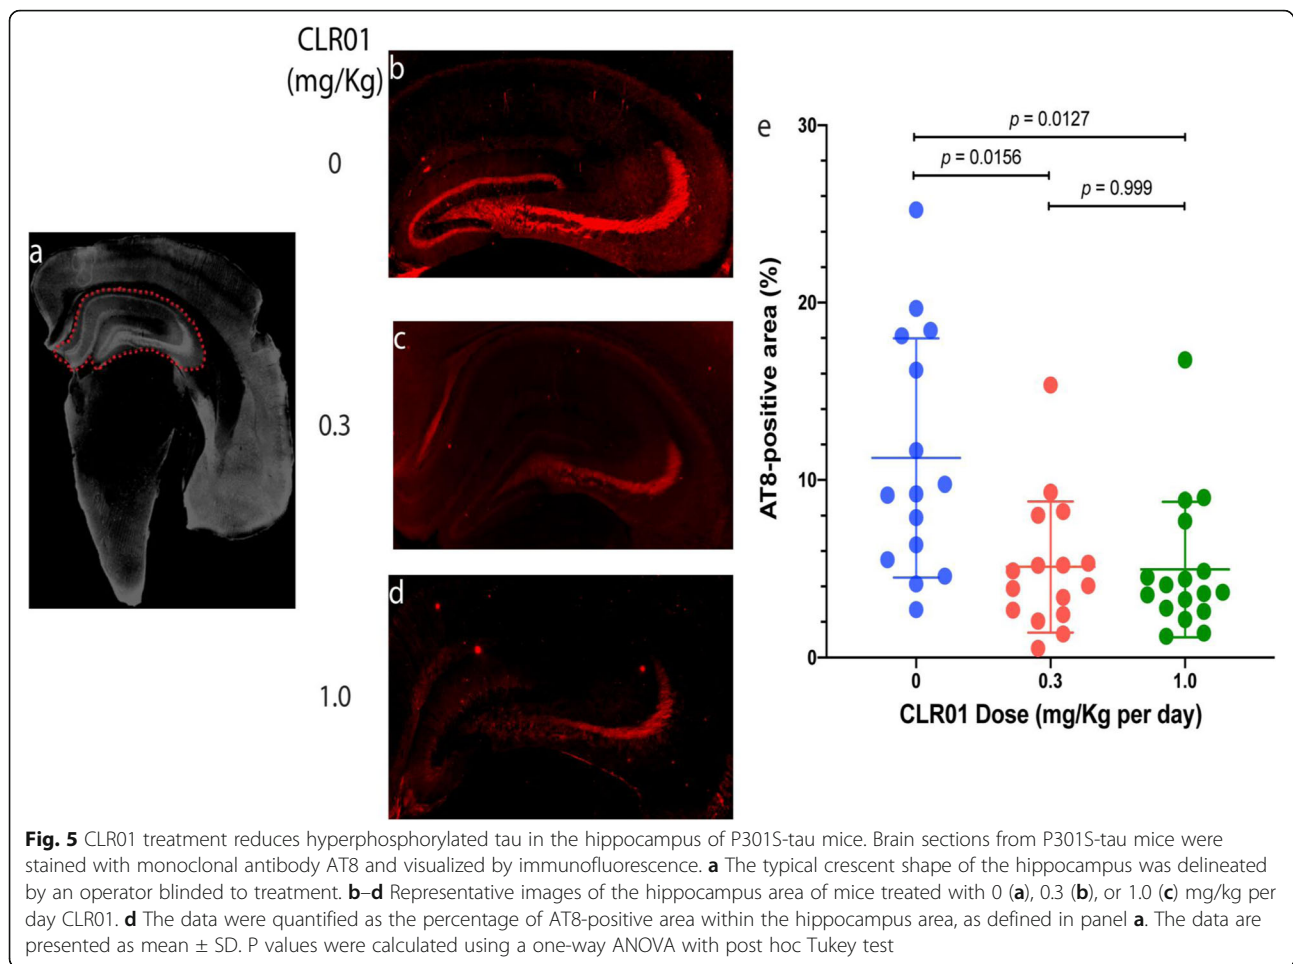 CLR01
(mg/Kg)
0
0.3
1.0
a
b
c
d
e
30
20
10
0
AT8-positive area (%)
p = 0.0127
p = 0.0156
p = 0.999
0
0.3
1.0
CLR01 Dose (mg/Kg per day)
Fig. 5 CLR01 treatment reduces hyperphosphorylated tau in the hippocampus of P301S-tau mice. Brain sections from P301S-tau mice were
stained with monoclonal antibody AT8 and visualized by immunofluorescence. a The typical crescent shape of the hippocampus was delineated
by an operator blinded to treatment. b–d Representative images of the hippocampus area of mice treated with 0 (a), 0.3 (b), or 1.0 (c) mg/kg per
day CLR01. d The data were quantified as the percentage of AT8-positive area within the hippocampus area, as defined in panel a. The data are
presented as mean ± SD. P values were calculated using a one-way ANOVA with post hoc Tukey test